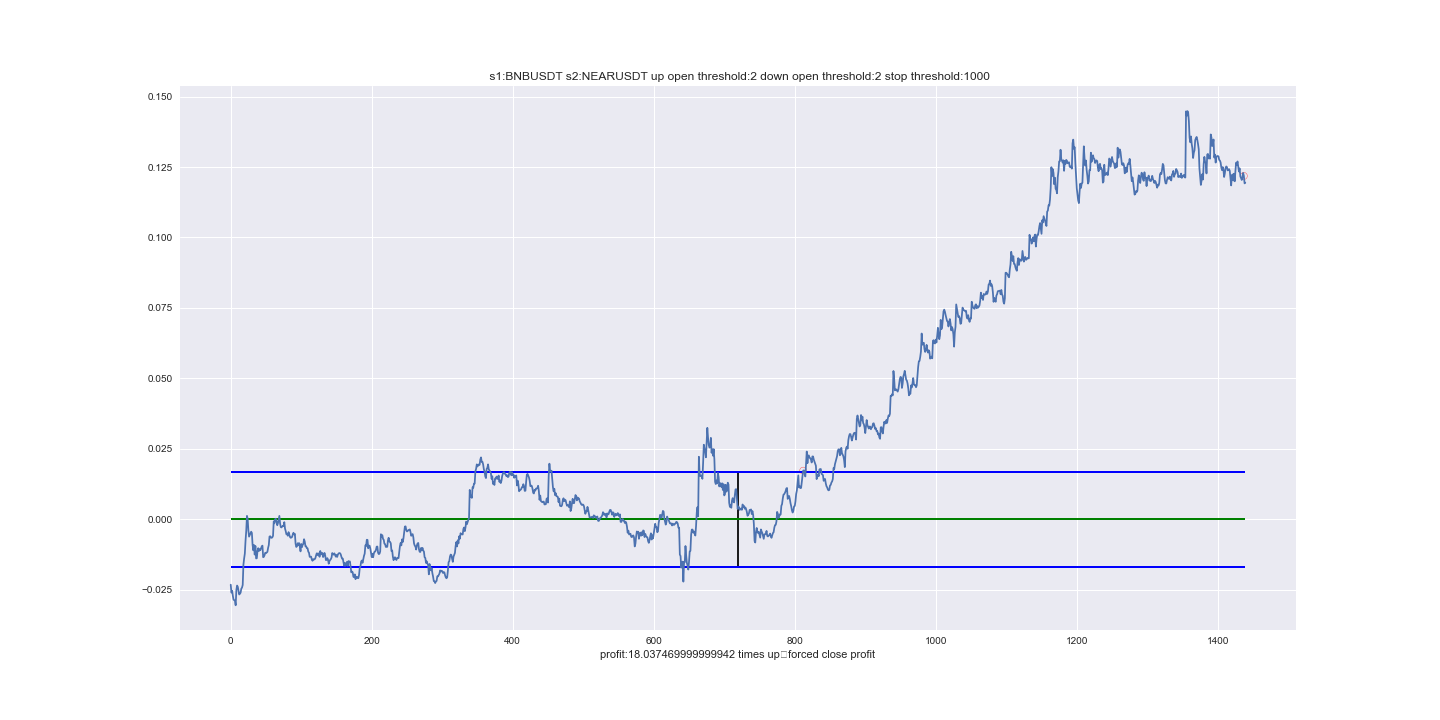 s1:BNBUSDT s2:NEARUSDT up open threshold:2 down open threshold:2 stop threshold:1000
0.150
0.125
0.100
0.075
0.050
0.025
0.000
−0.025
0 200 400 600 800 1000 1200 1400
profit:18.037469999999942 times up□forced close profit